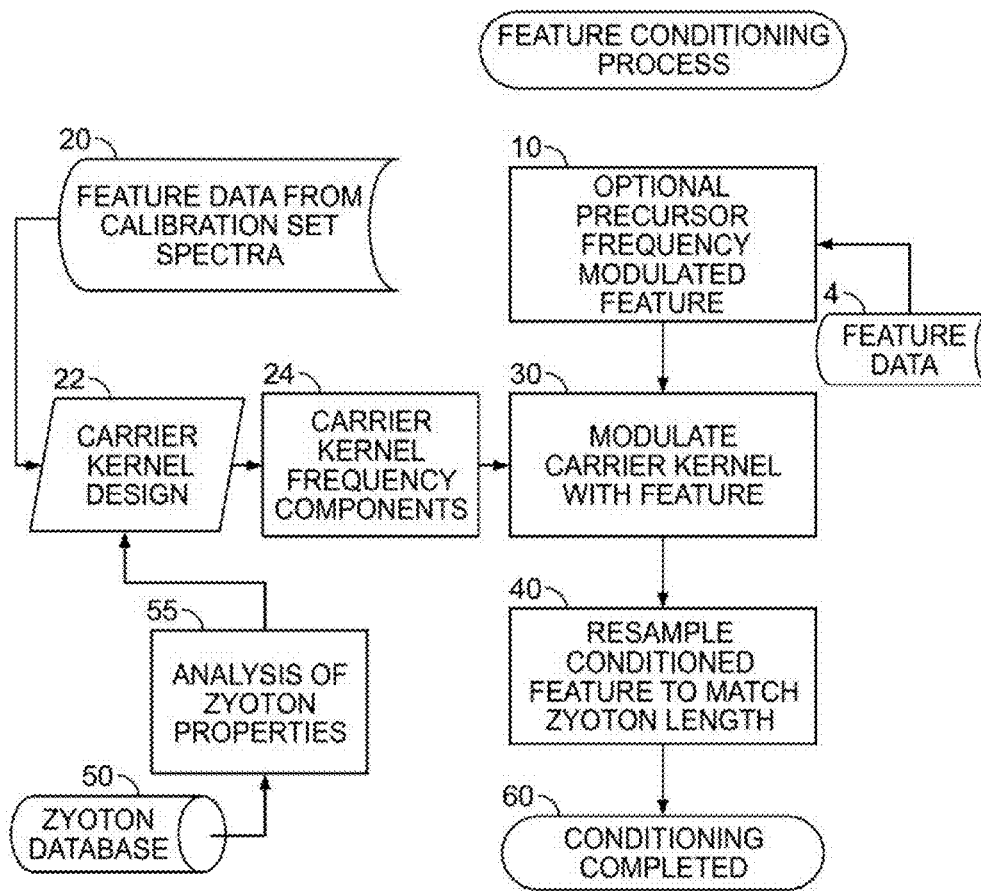 FEATURE CONDITIONING
PROCESS
20
FEATURE DATA FROM
CALIBRATION SET
SPECTRA
10
OPTIONAL
PRECURSOR
FREQUENCY
MODULATED
FEATURE
4
FEATURE
DATA
22
CARRIER
KERNEL
DESIGN
24
CARRIER
KERNEL
FREQUENCY
COMPONENTS
30
MODULATE
CARRIER KERNEL
WITH FEATURE
55
ANALYSIS OF
ZYOTON
PROPERTIES
40
RESAMPLE
CONDITIONED
FEATURE TO MATCH
ZYOTON LENGTH
50
ZYOTON
DATABASE
60
CONDITIONING
COMPLETED